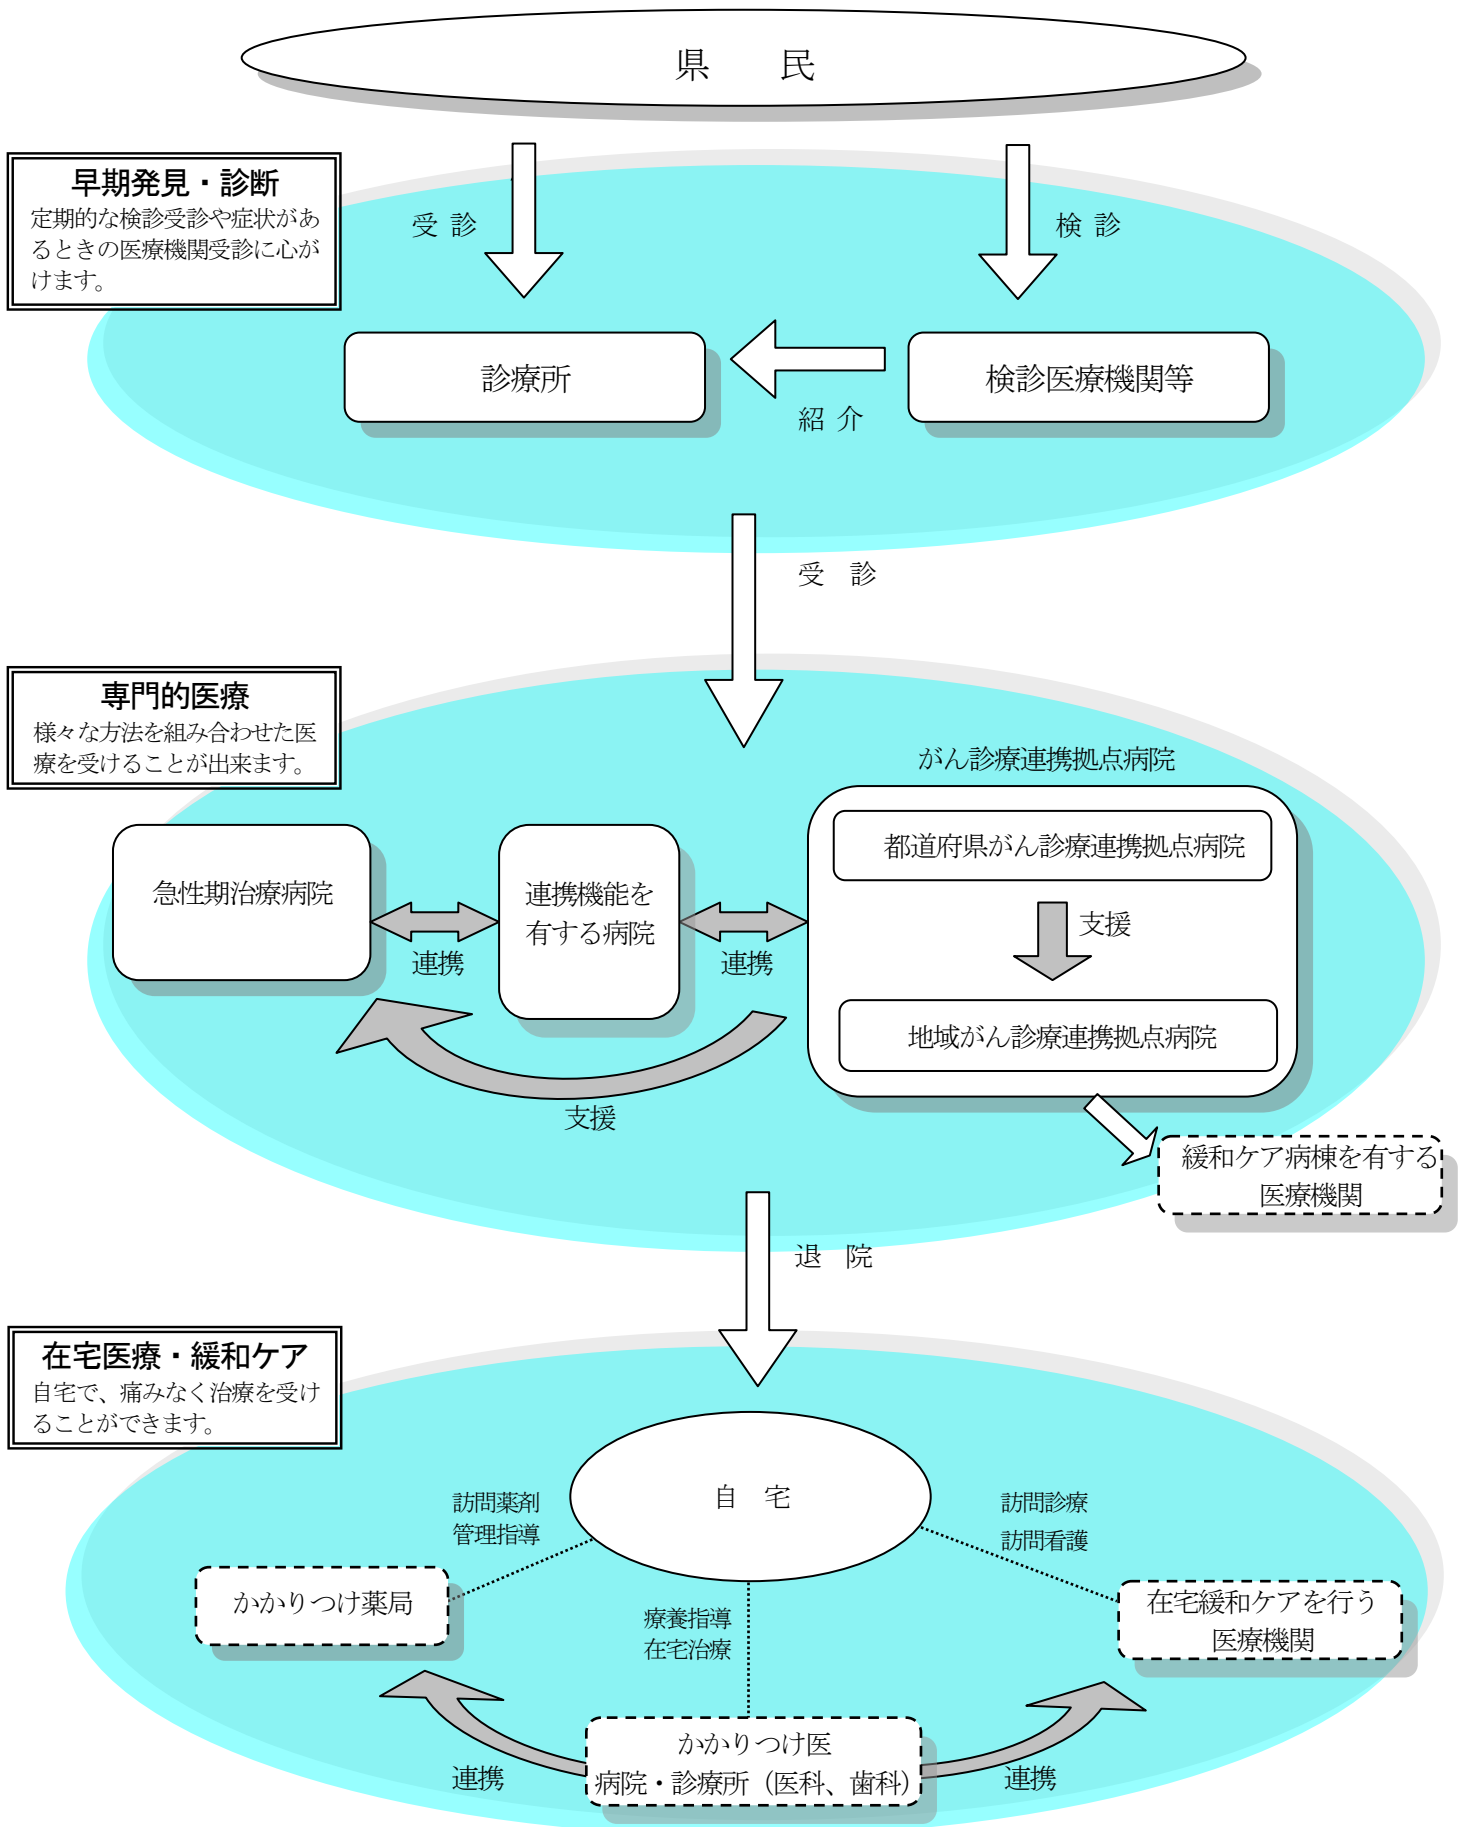 県　民
早期発見・診断
定期的な検診受診や症状があ
るときの医療機関受診に心が
けます。
受 診
検 診
診療所
検診医療機関等
紹 介
受　診
専門的医療
様々な方法を組み合わせた医
療を受けることが出来ます。
がん診療連携拠点病院
都道府県がん診療連携拠点病院
急性期治療病院
連携機能を
有する病院
支援
連携
連携
地域がん診療連携拠点病院
支援
緩和ケア病棟を有する
医療機関
退　院
在宅医療・緩和ケア
自宅で、痛みなく治療を受け
ることができます。
自　宅
訪問薬剤
管理指導
訪問診療
訪問看護
かかりつけ薬局
療養指導
在宅治療
在宅緩和ケアを行う
医療機関
かかりつけ医
病院・診療所（医科、歯科）
連携
連携